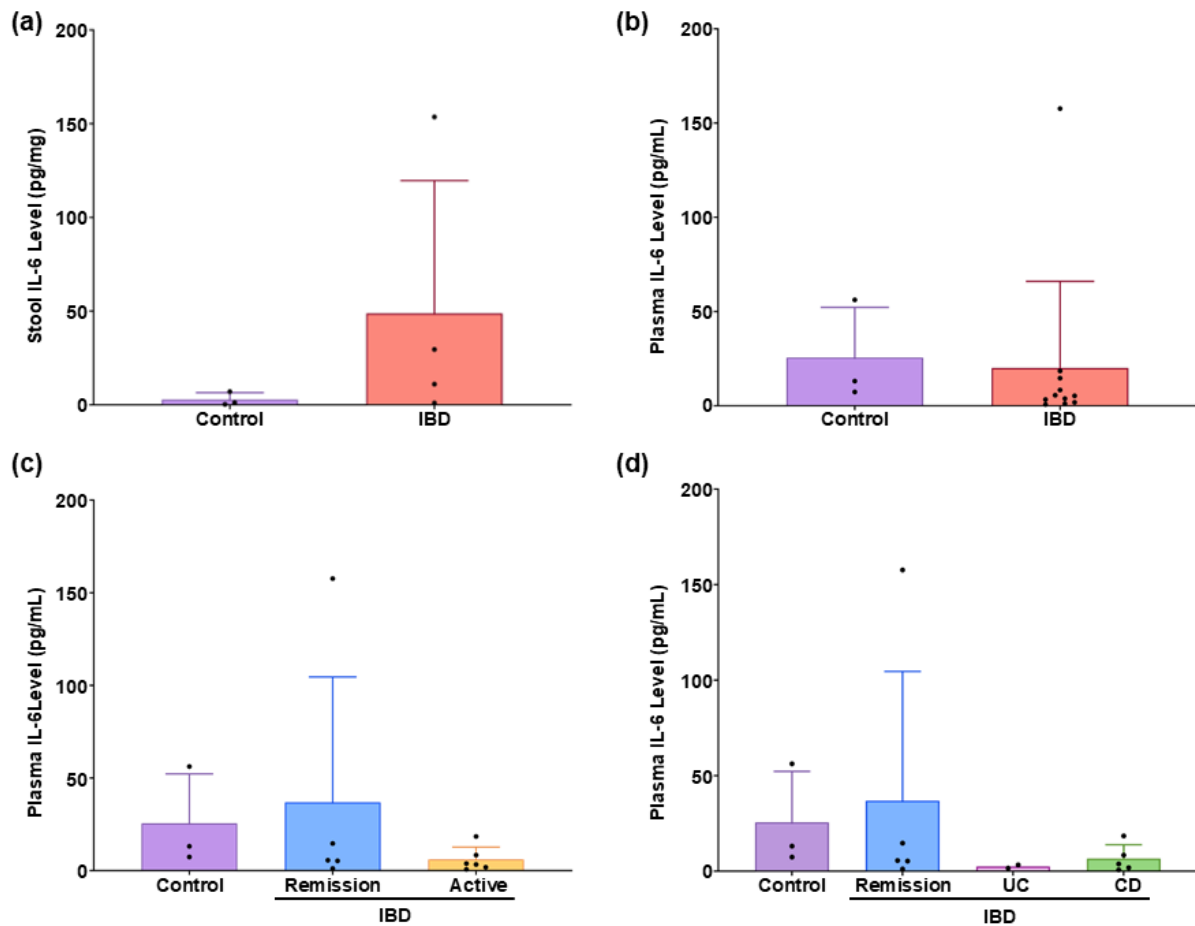 (a)
200
150
100
50
0
Stool IL-6 Level (pg/mg)
Control
IBD
(b)
200
150
100
50
0
Plasma IL-6 Level (pg/mL)
Control
IBD
(c)
200
150
100
50
0
Plasma IL-6Level (pg/mL)
Control
Remission
Active
IBD
(d)
200
150
100
50
0
Plasma IL-6 Level (pg/mL)
Control
Remission
UC
CD
IBD